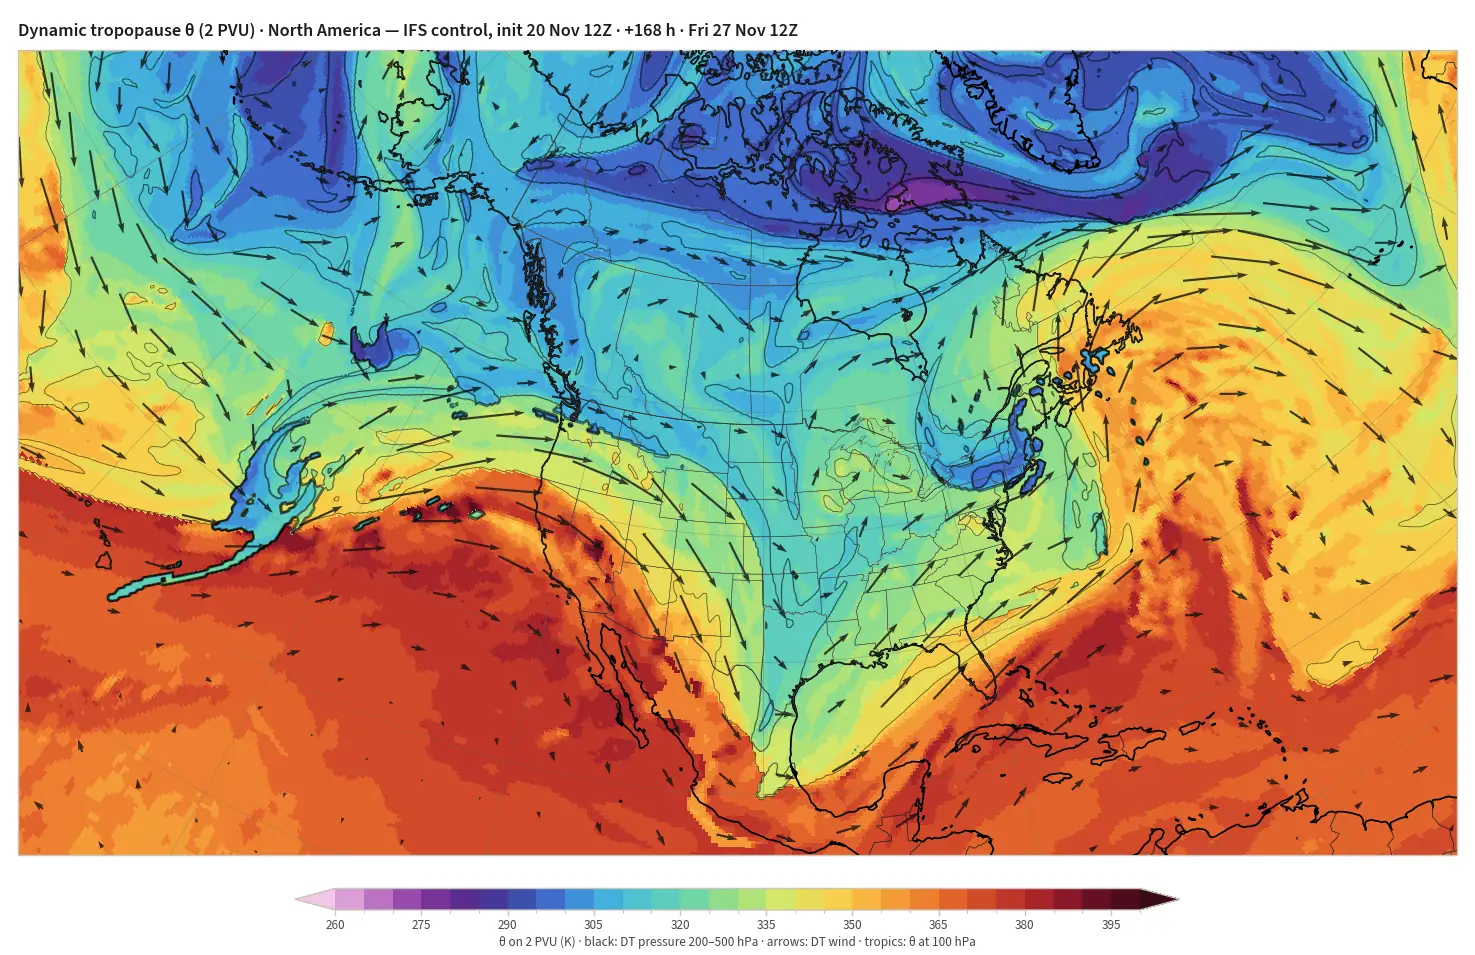 Dynamic tropopause θ (2 PVU) · North America — IFS control, init 20 Nov 12Z · +168 h · Fri 27 Nov 12Z
260 275 290 305 320 335 350 365 380 395
θ on 2 PVU (K) · black: DT pressure 200–500 hPa · arrows: DT wind · tropics: θ at 100 hPa